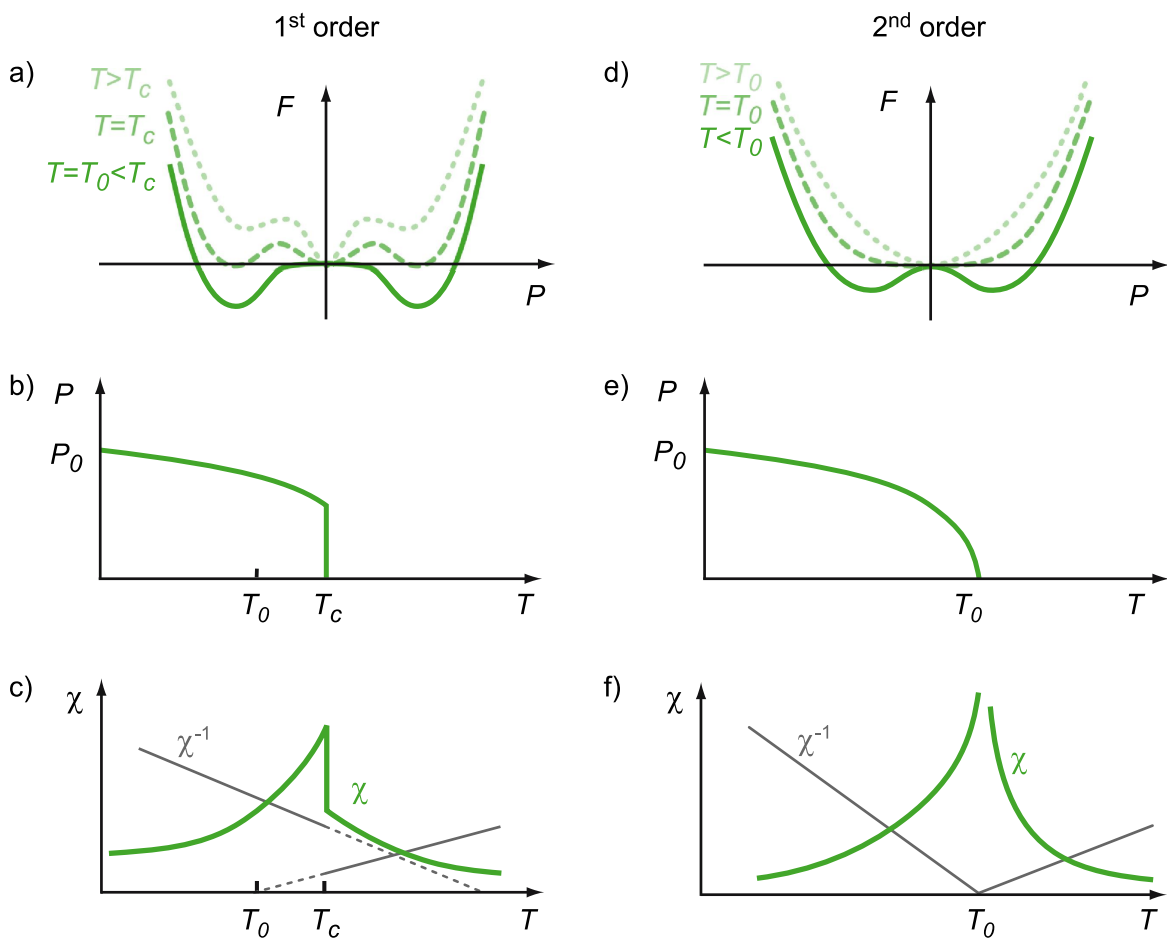 1st order
2nd order
a)
T>Tc
T=Tc
T=T0<Tc
F
P
d)
T>T0
T=T0
T<T0
F
P
b)
P
P0
T0
Tc
T
e)
P
P0
T0
T
c)
χ
χ-1
χ
T0
Tc
T
f)
χ
χ-1
χ
T0
T